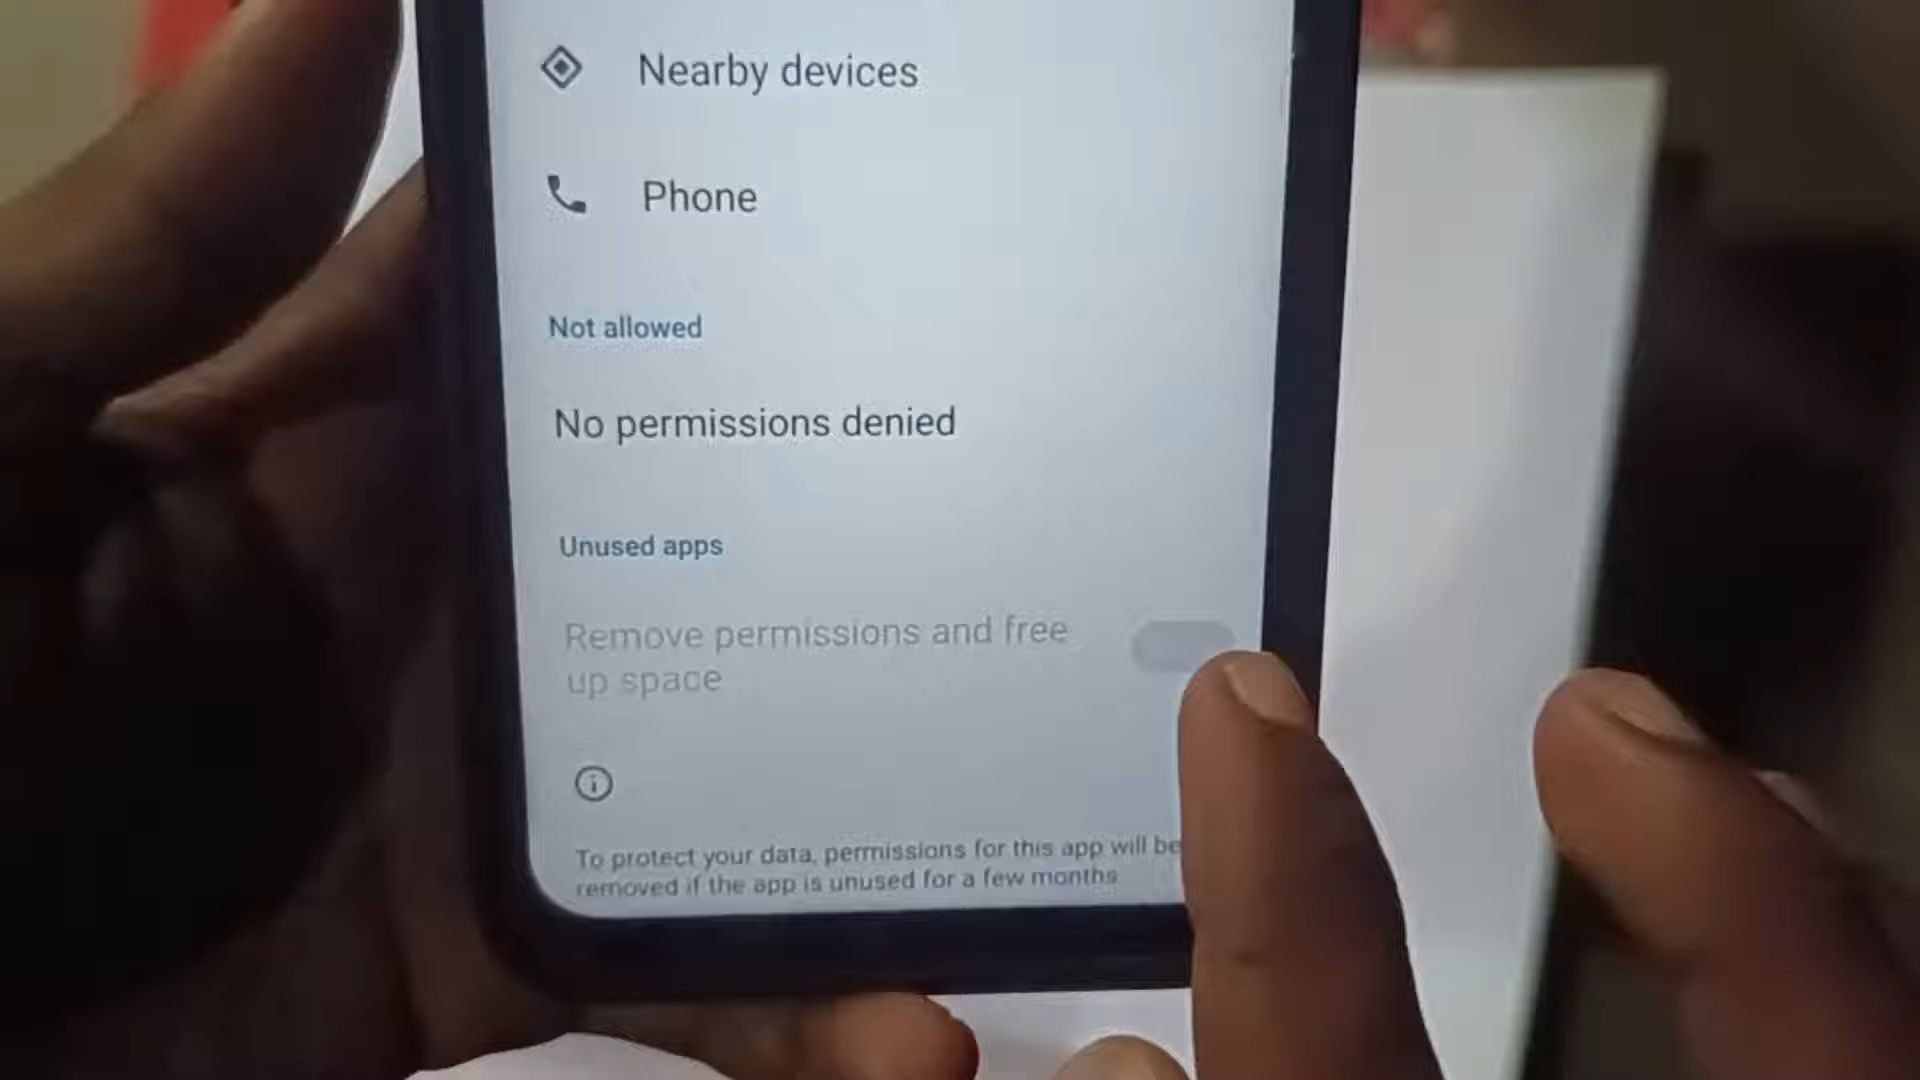 Nearby devices
Phone
Not allowed
No permissions denied
Unused apps
Remove permissions and free
up space
To protect your data, permissions for this app will be
removed if the app is unused for a few months